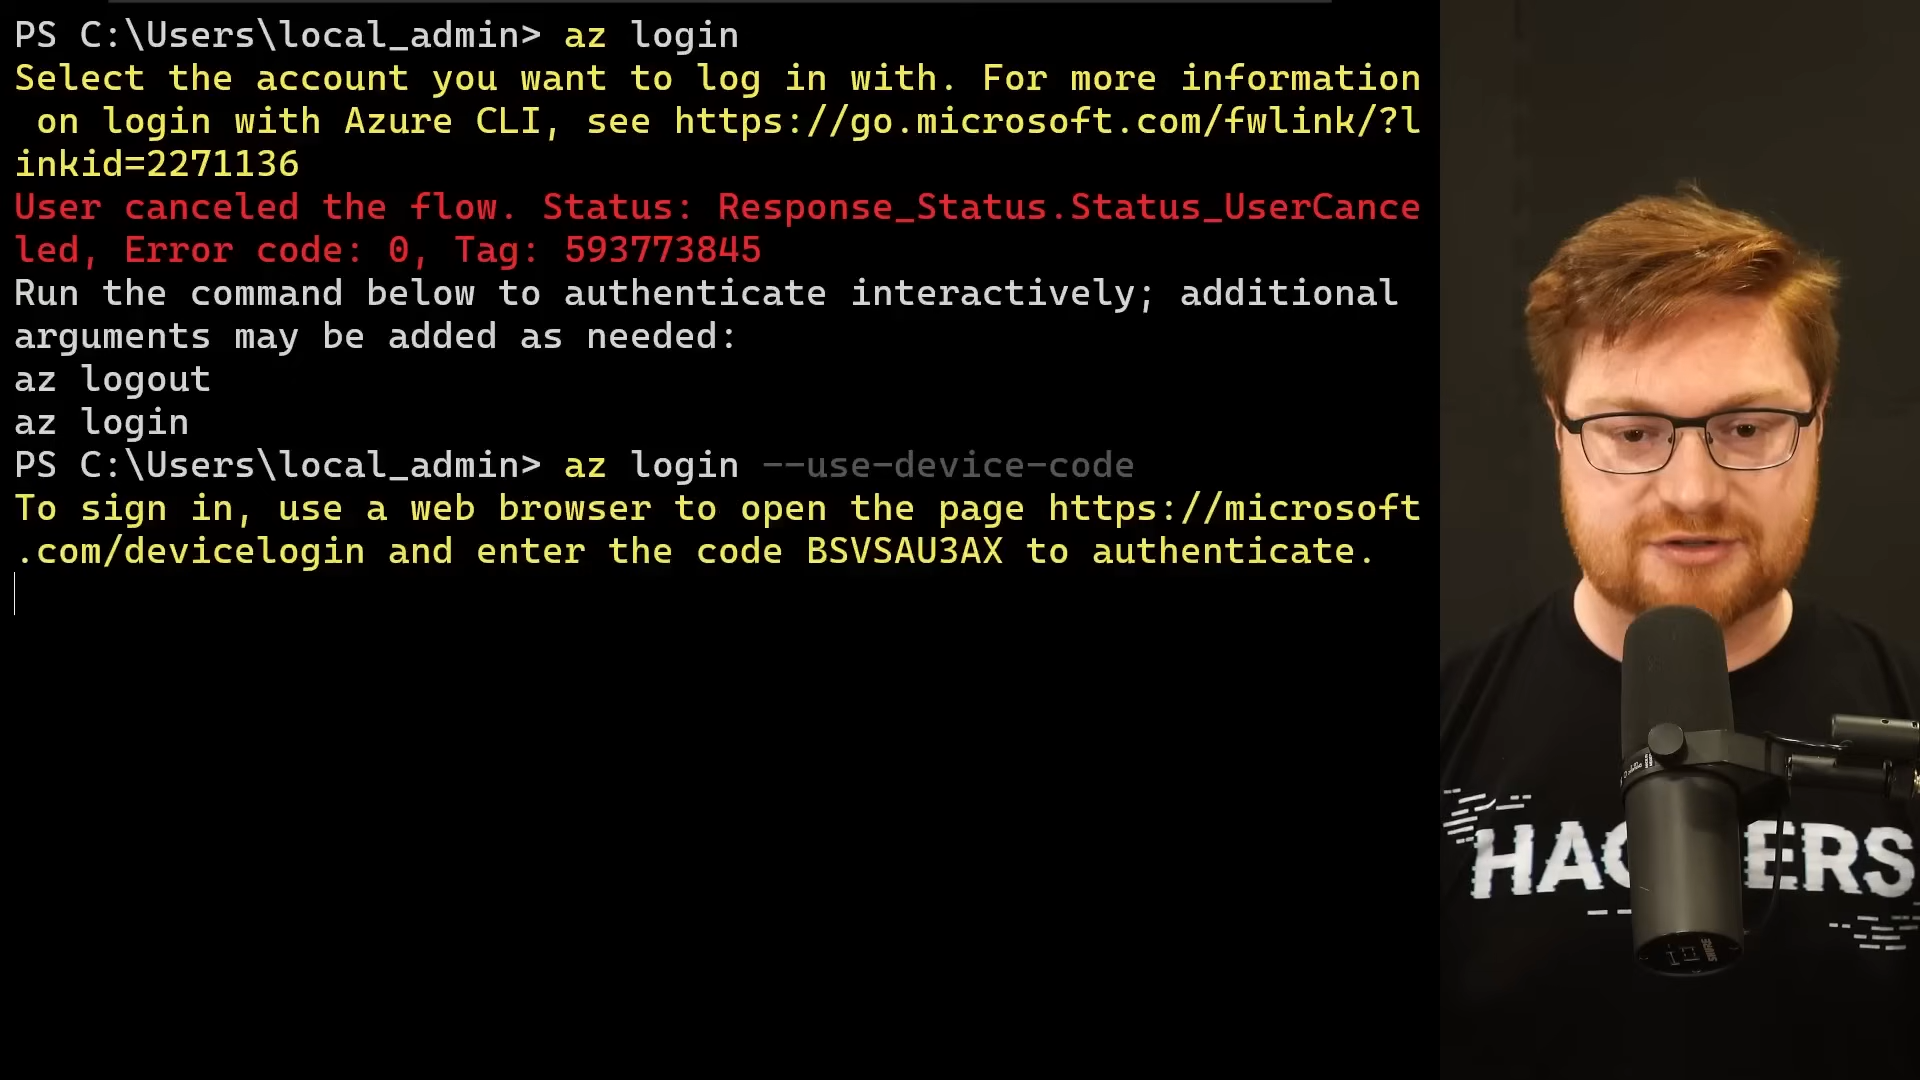 PS C:\Users\local_admin> az login
Select the account you want to log in with. For more information
 on login with Azure CLI, see https://go.microsoft.com/fwlink/?l
inkid=2271136
User canceled the flow. Status: Response_Status.Status_UserCance
led, Error code: 0, Tag: 593773845
Run the command below to authenticate interactively; additional
arguments may be added as needed:
az logout
az login
PS C:\Users\local_admin> az login --use-device-code
To sign in, use a web browser to open the page https://microsoft
.com/devicelogin and enter the code BSVSAU3AX to authenticate.
HAC ERS
SHURE